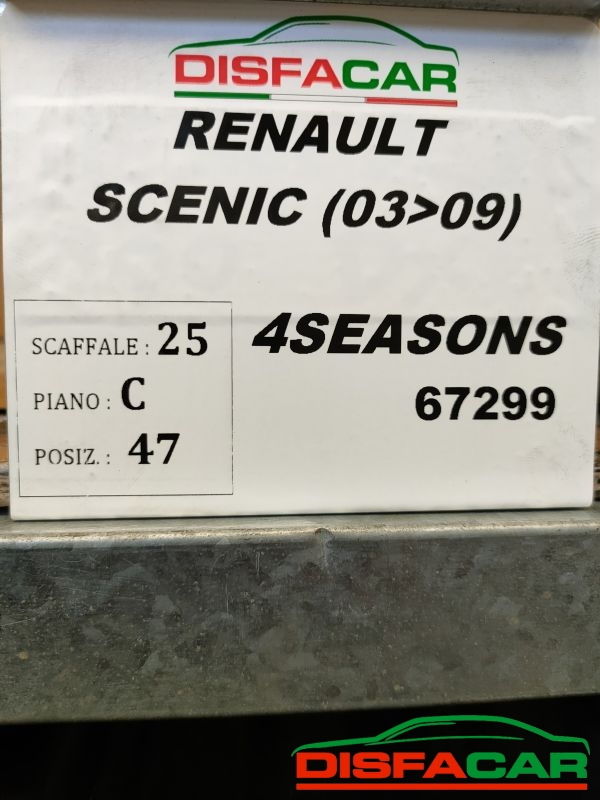 DISFACAR
RENAULT
SCENIC (03>09)
4SEASONS
67299
SCAFFALE : 25
PIANO : C
POSIZ. : 47
DISFACAR